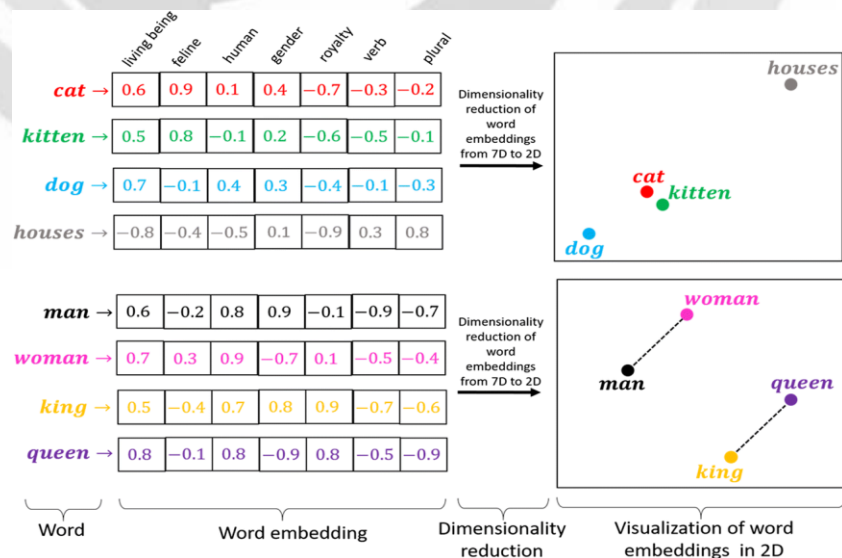 living being feline human gender royalty verb plural
cat → 0.6 0.9 0.1 0.4 −0.7 −0.3 −0.2
kitten → 0.5 0.8 −0.1 0.2 −0.6 −0.5 −0.1
dog → 0.7 −0.1 0.4 0.3 −0.4 −0.1 −0.3
houses → −0.8 −0.4 −0.5 0.1 −0.9 0.3 0.8
Dimensionality
reduction of
word
embeddings
from 7D to 2D
houses
cat
kitten
dog
man → 0.6 −0.2 0.8 0.9 −0.1 −0.9 −0.7
woman → 0.7 0.3 0.9 −0.7 0.1 −0.5 −0.4
king → 0.5 −0.4 0.7 0.8 0.9 −0.7 −0.6
queen → 0.8 −0.1 0.8 −0.9 0.8 −0.5 −0.9
Dimensionality
reduction of
word
embeddings
from 7D to 2D
woman
man
queen
king
Word
Word embedding
Dimensionality
reduction
Visualization of word
embeddings in 2D